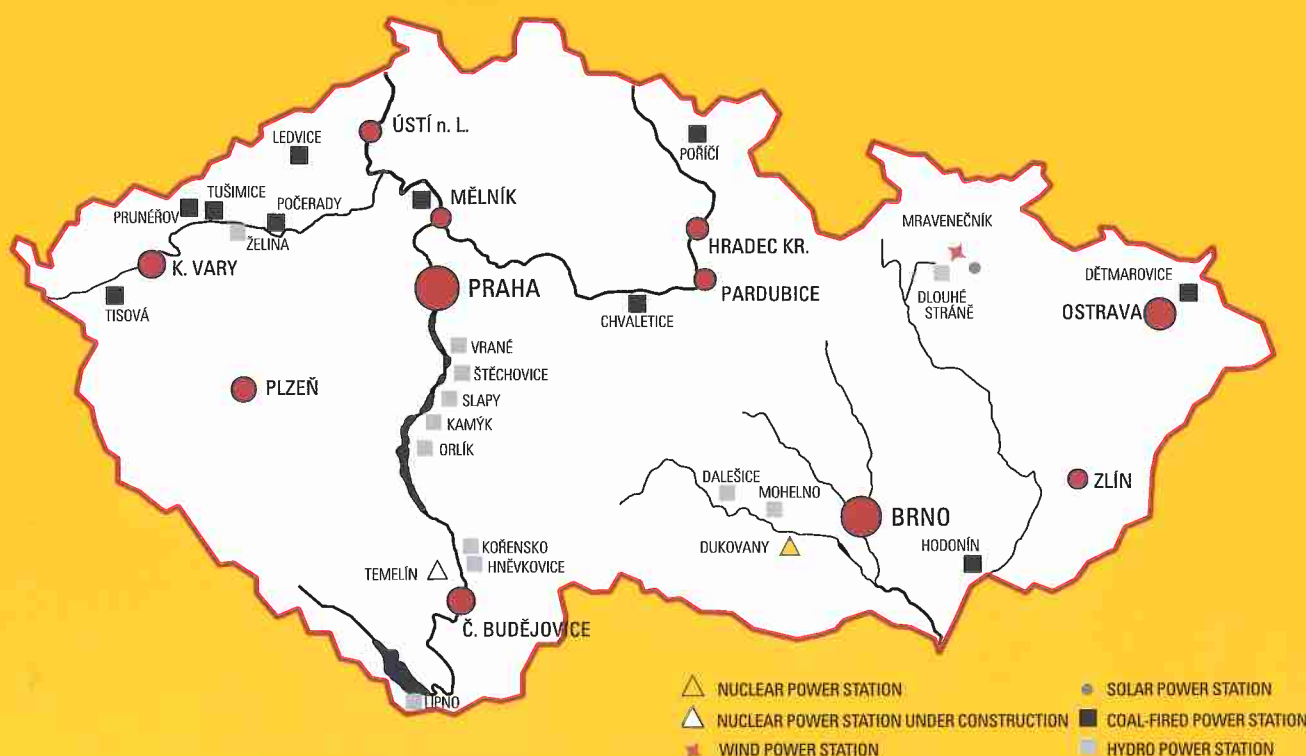 ÚSTÍ n. L.
LEDVICE
POŘÍČÍ
TUŠIMICE
PRUNÉŘOV
POČERADY
MĚLNÍK
ŽELINA
MRAVENEČNÍK
HRADEC KR.
K. VARY
DĚTMAROVICE
PRAHA
PARDUBICE
DLOUHÉ
STRÁNĚ
TISOVÁ
CHVALETICE
OSTRAVA
VRANÉ
ŠTĚCHOVICE
PLZEŇ
SLAPY
KAMÝK
ORLÍK
DALEŠICE
ZLÍN
MOHELNO
BRNO
KOŘENSKO
DUKOVANY
HODONÍN
HNĚVKOVICE
TEMELÍN
Č. BUDĚJOVICE
LIPNO
NUCLEAR POWER STATION
NUCLEAR POWER STATION UNDER CONSTRUCTION
WIND POWER STATION
SOLAR POWER STATION
COAL-FIRED POWER STATION
HYDRO POWER STATION